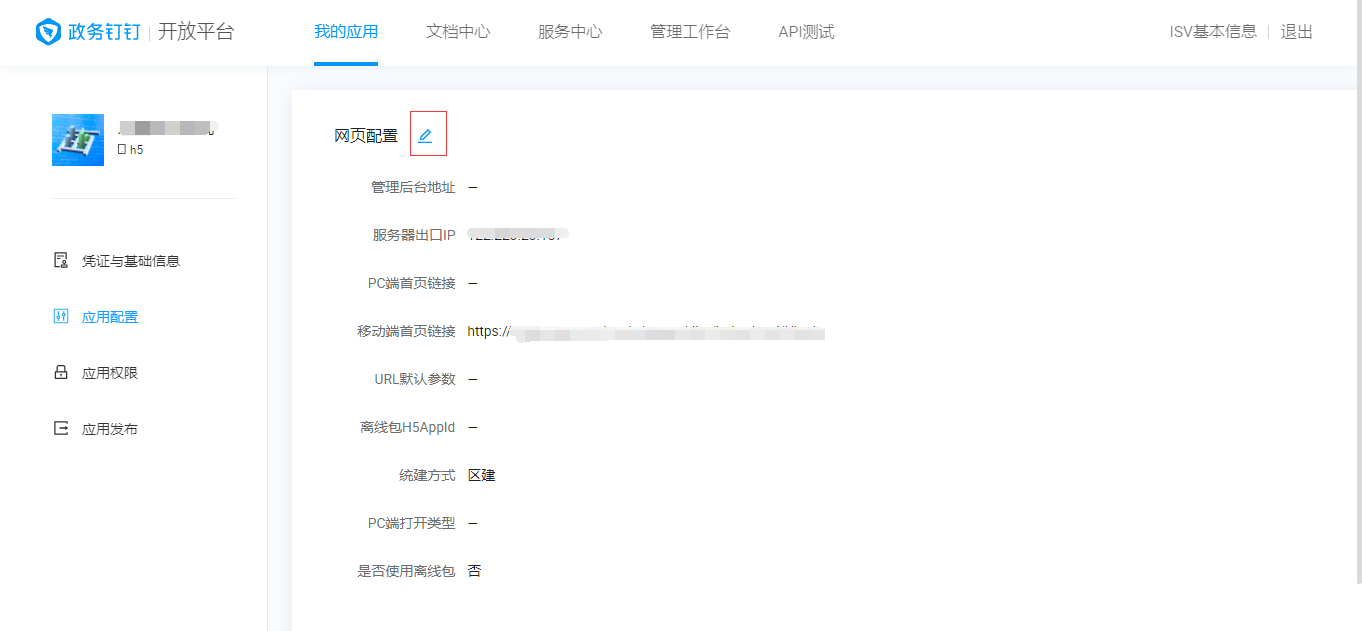 政务钉钉 | 开放平台 我的应用 文档中心 服务中心 管理工作台 API测试 ISV基本信息 | 退出
h5
凭证与基础信息
应用配置
应用权限
应用发布
网页配置
管理后台地址 –
服务器出口IP
PC端首页链接 –
移动端首页链接 https://
URL默认参数 –
离线包H5AppId –
统建方式 区建
PC端打开类型 –
是否使用离线包 否